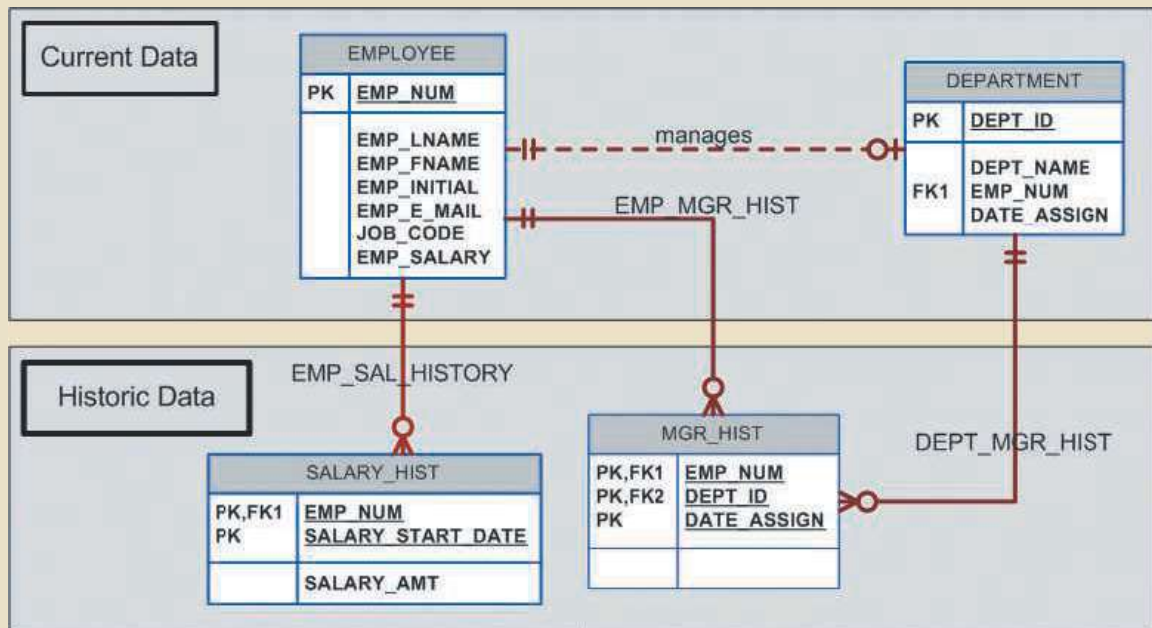 Current Data
EMPLOYEE
PK EMP_NUM
EMP_LNAME
EMP_FNAME
EMP_INITIAL
EMP_E_MAIL
JOB_CODE
EMP_SALARY
manages
EMP_MGR_HIST
DEPARTMENT
PK DEPT_ID
DEPT_NAME
FK1 EMP_NUM
DATE_ASSIGN
Historic Data
EMP_SAL_HISTORY
SALARY_HIST
PK,FK1 EMP_NUM
PK SALARY_START_DATE
SALARY_AMT
MGR_HIST
PK,FK1 EMP_NUM
PK,FK2 DEPT_ID
PK DATE_ASSIGN
DEPT_MGR_HIST